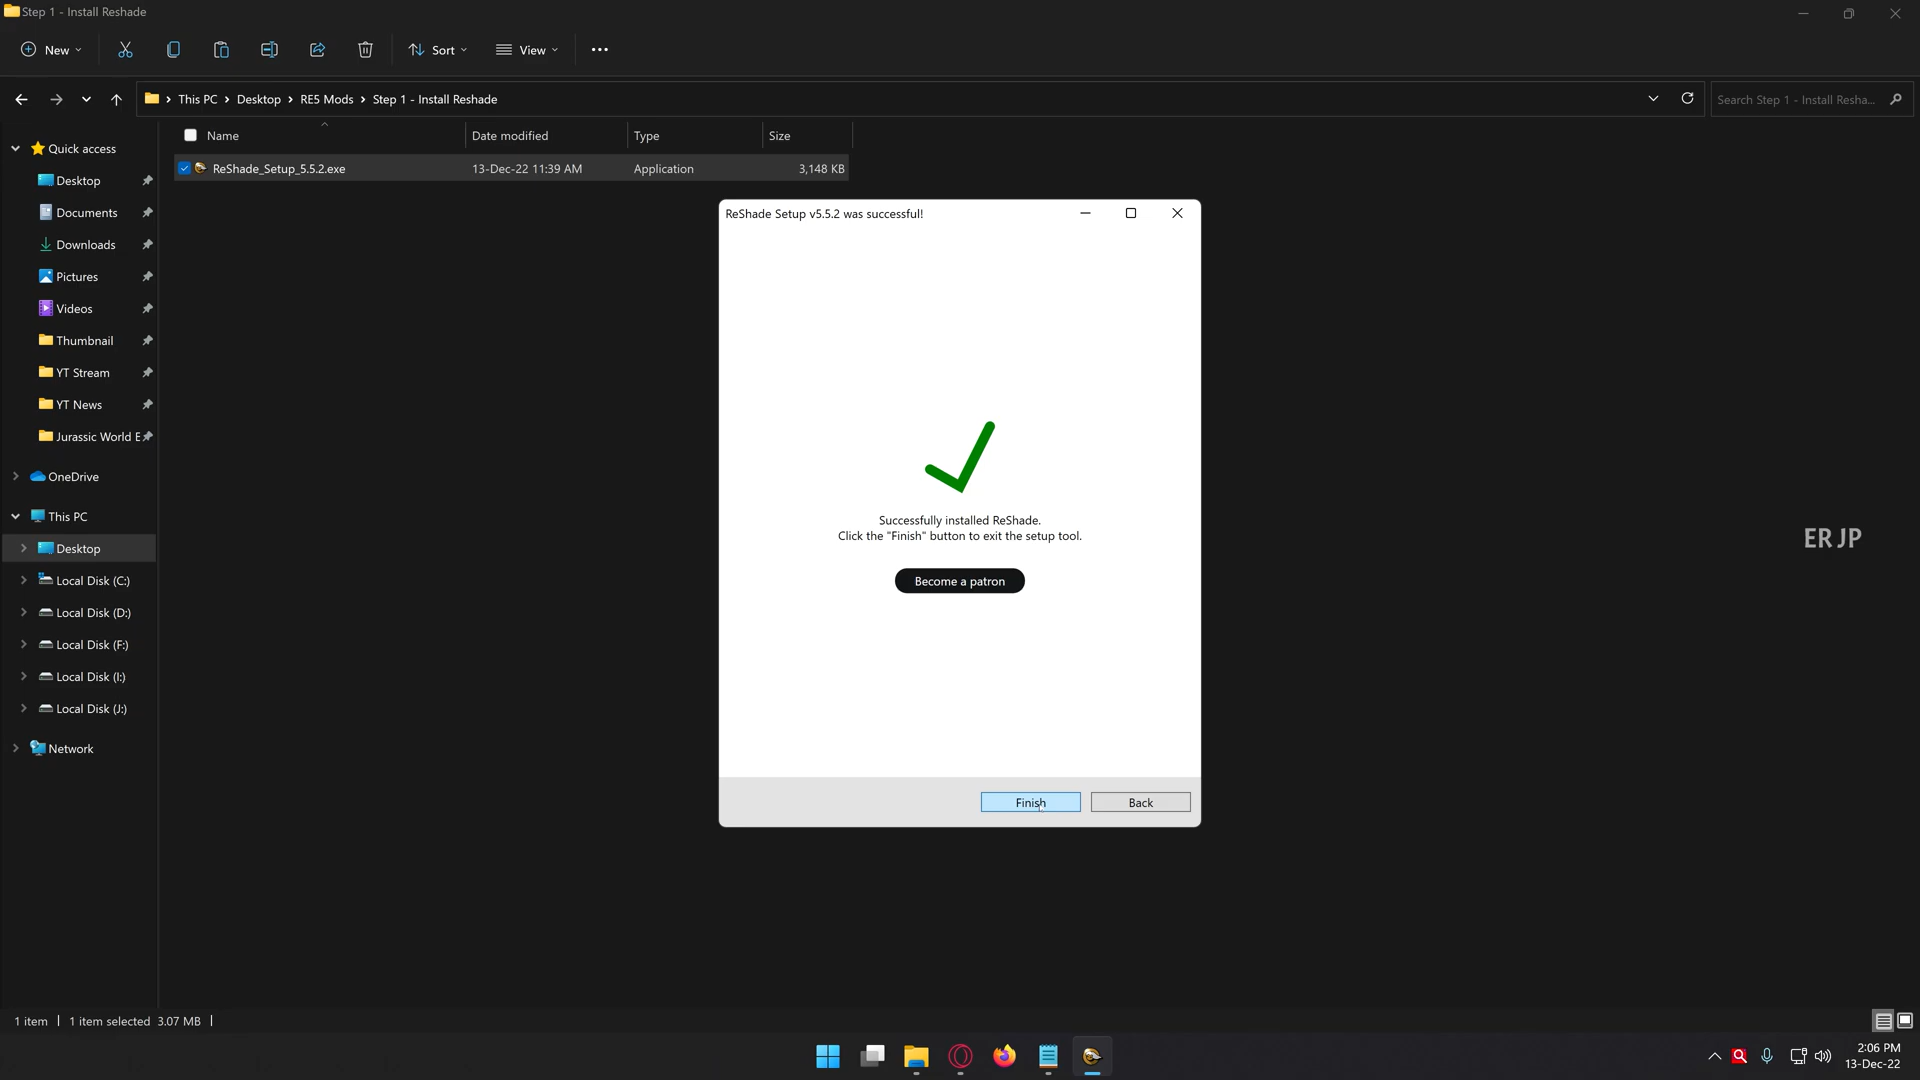 Step 1 - Install Reshade
New
Sort
View
This PC
Desktop
RE5 Mods
Step 1 - Install Reshade
Search Step 1 - Install Resha...
Name
Date modified
Type
Size
ReShade_Setup_5.5.2.exe
13-Dec-22 11:39 AM
Application
3,148 KB
Quick access
Desktop
Documents
Downloads
Pictures
Videos
Thumbnail
YT Stream
YT News
Jurassic World E
OneDrive
This PC
Desktop
Local Disk (C:)
Local Disk (D:)
Local Disk (F:)
Local Disk (I:)
Local Disk (J:)
Network
ReShade Setup v5.5.2 was successful!
Successfully installed ReShade.
Click the "Finish" button to exit the setup tool.
Become a patron
Finish
Back
ER JP
1 item
1 item selected 3.07 MB
2:06 PM
13-Dec-22